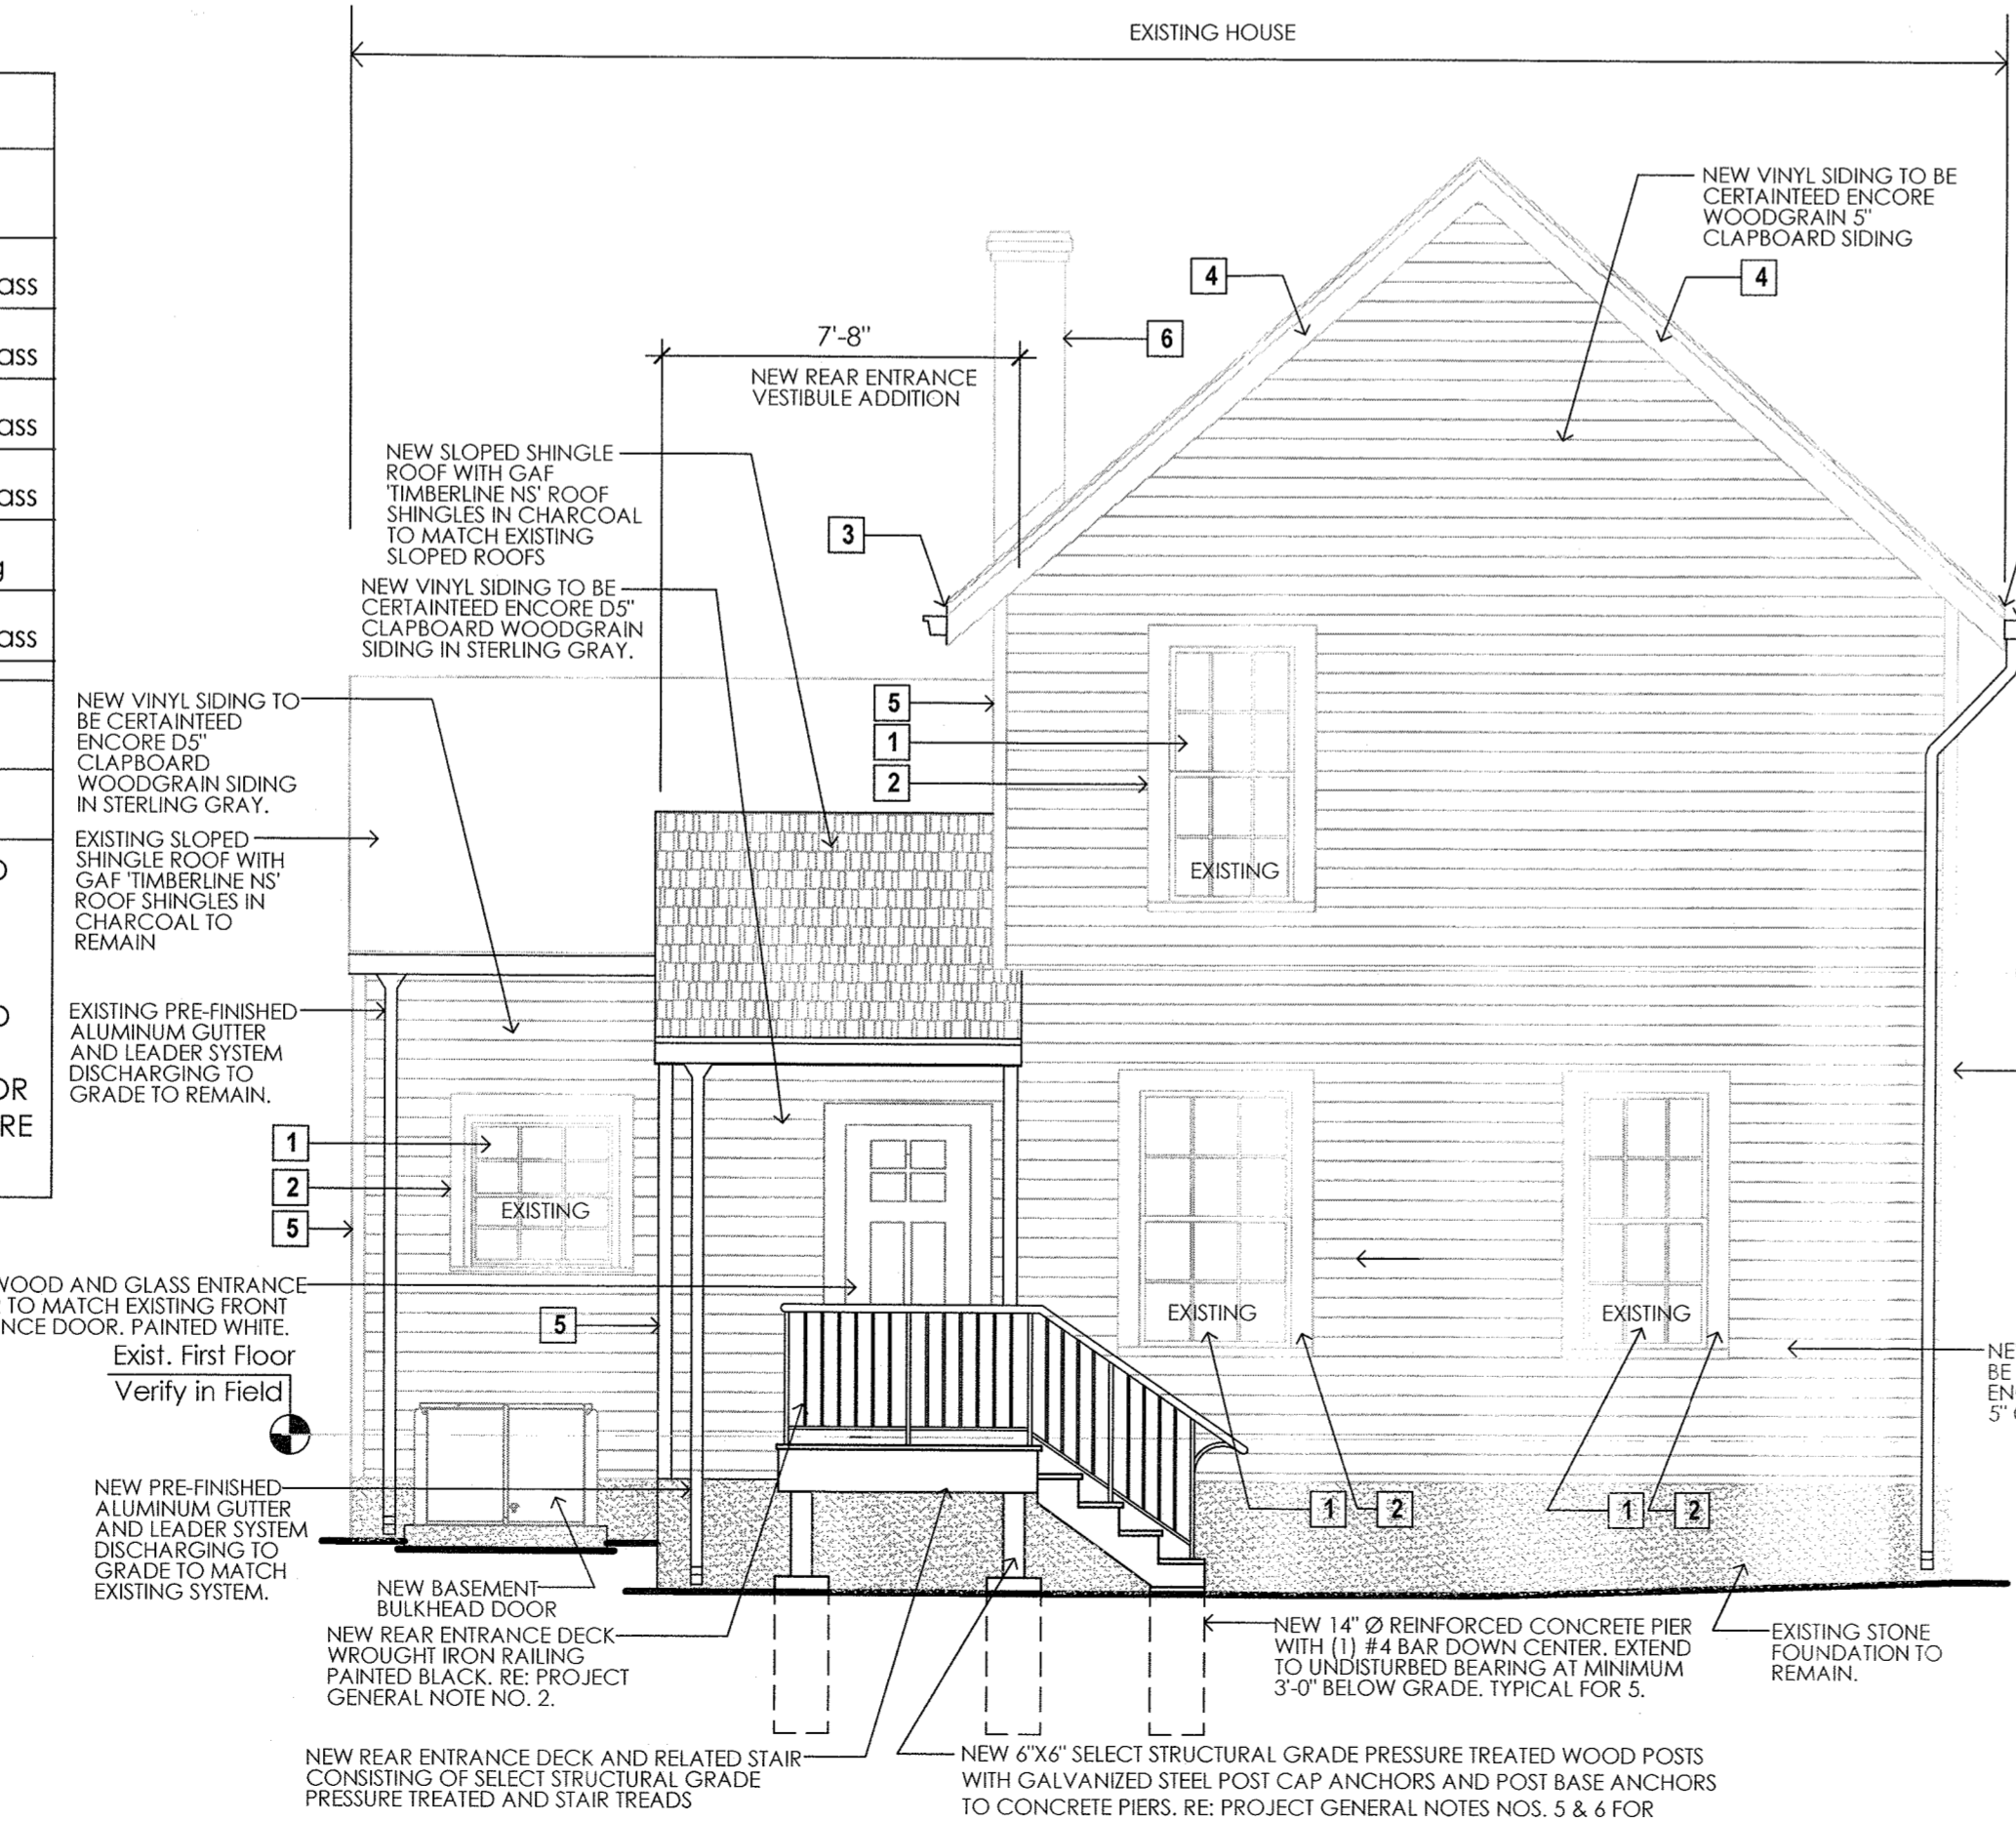 EXISTING HOUSE
ass
ass
ass
ass
g
ass
D
D
OR
RE
NEW VINYL SIDING TO BE
CERTAINTEED ENCORE
WOODGRAIN 5"
CLAPBOARD SIDING
4
4
6
7'-8"
NEW REAR ENTRANCE
VESTIBULE ADDITION
NEW SLOPED SHINGLE
ROOF WITH GAF
'TIMBERLINE NS' ROOF
SHINGLES IN CHARCOAL
TO MATCH EXISTING
SLOPED ROOFS
3
NEW VINYL SIDING TO BE
CERTAINTEED ENCORE D5"
CLAPBOARD WOODGRAIN
SIDING IN STERLING GRAY.
NEW VINYL SIDING TO
BE CERTAINTEED
ENCORE D5"
CLAPBOARD
WOODGRAIN SIDING
IN STERLING GRAY.
5
1
2
EXISTING SLOPED
SHINGLE ROOF WITH
GAF 'TIMBERLINE NS'
ROOF SHINGLES IN
CHARCOAL TO
REMAIN
EXISTING
EXISTING PRE-FINISHED
ALUMINUM GUTTER
AND LEADER SYSTEM
DISCHARGING TO
GRADE TO REMAIN.
1
2
5
EXISTING
WOOD AND GLASS ENTRANCE
TO MATCH EXISTING FRONT
NCE DOOR. PAINTED WHITE.
5
EXISTING
EXISTING
Exist. First Floor
Verify in Field
NE
BE
EN
5"
NEW PRE-FINISHED
ALUMINUM GUTTER
AND LEADER SYSTEM
DISCHARGING TO
GRADE TO MATCH
EXISTING SYSTEM.
1
2
1
2
NEW BASEMENT
BULKHEAD DOOR
NEW REAR ENTRANCE DECK
WROUGHT IRON RAILING
PAINTED BLACK. RE: PROJECT
GENERAL NOTE NO. 2.
NEW 14" Ø REINFORCED CONCRETE PIER
WITH (1) #4 BAR DOWN CENTER. EXTEND
TO UNDISTURBED BEARING AT MINIMUM
3'-0" BELOW GRADE. TYPICAL FOR 5.
EXISTING STONE
FOUNDATION TO
REMAIN.
NEW REAR ENTRANCE DECK AND RELATED STAIR
CONSISTING OF SELECT STRUCTURAL GRADE
PRESSURE TREATED AND STAIR TREADS
NEW 6"X6" SELECT STRUCTURAL GRADE PRESSURE TREATED WOOD POSTS
WITH GALVANIZED STEEL POST CAP ANCHORS AND POST BASE ANCHORS
TO CONCRETE PIERS. RE: PROJECT GENERAL NOTES NOS. 5 & 6 FOR